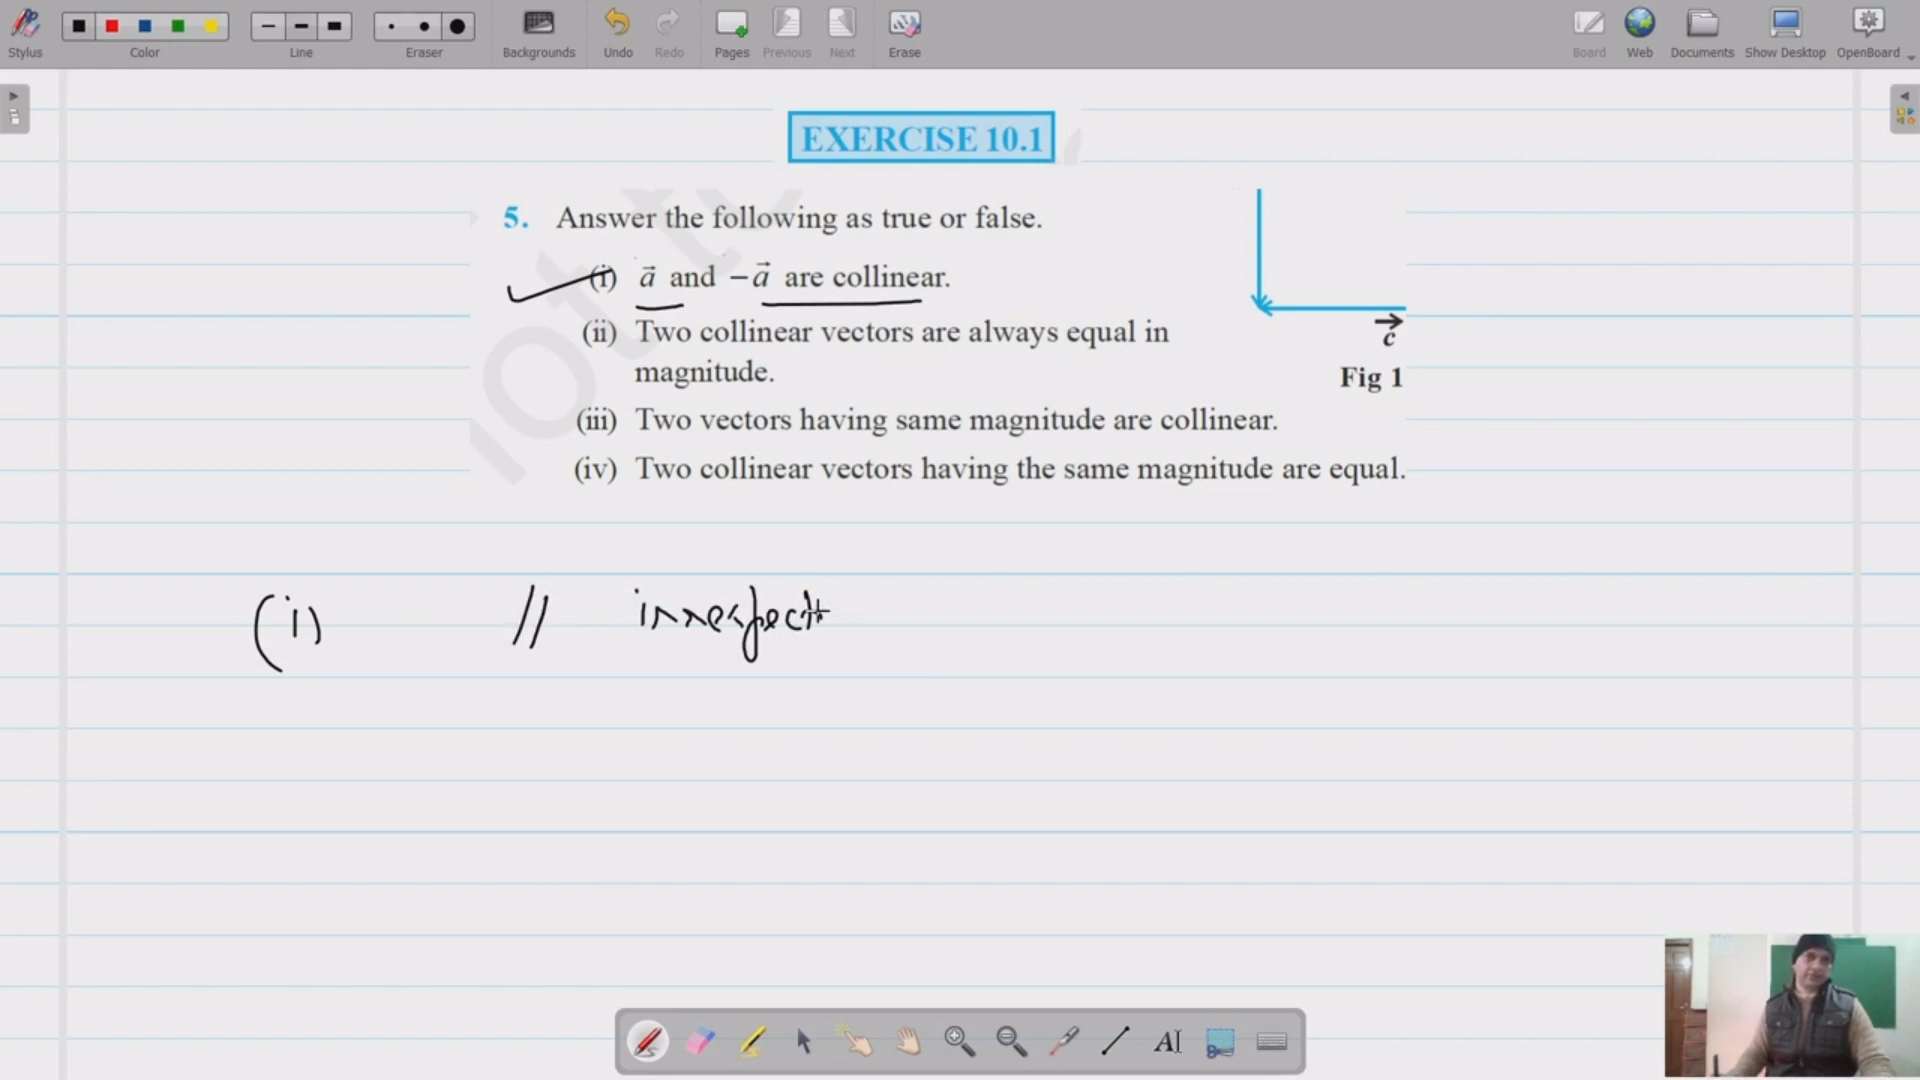 Stylus
Color
Line
Eraser
Backgrounds
Undo
Redo
Pages
Previous
Next
Erase
Board
Web
Documents
Show Desktop
OpenBoard
EXERCISE 10.1
5. Answer the following as true or false.
(i) a⃗ and −a⃗ are collinear.
(ii) Two collinear vectors are always equal in
magnitude.
(iii) Two vectors having same magnitude are collinear.
(iv) Two collinear vectors having the same magnitude are equal.
c⃗
Fig 1
not t
(i) //